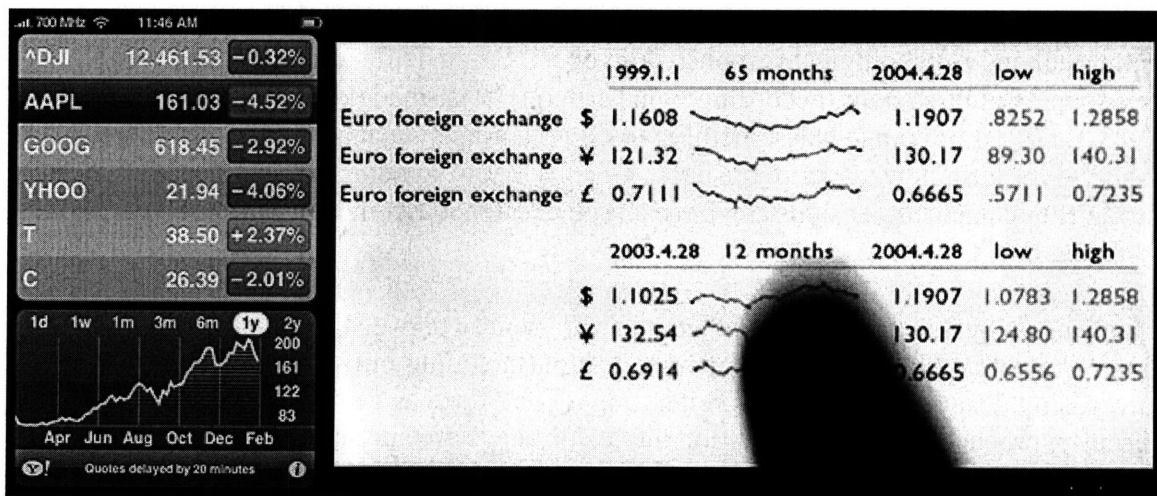 700 MHz 11:46 AM
^DJI 12,461.53 −0.32%
AAPL 161.03 −4.52%
GOOG 618.45 −2.92%
YHOO 21.94 −4.06%
T 38.50 +2.37%
C 26.39 −2.01%
1d 1w 1m 3m 6m 1y 2y
200
161
122
83
Apr Jun Aug Oct Dec Feb
Y! Quotes delayed by 20 minutes i
1999.1.1 65 months 2004.4.28 low high
Euro foreign exchange $ 1.1608 1.1907 .8252 1.2858
Euro foreign exchange ¥ 121.32 130.17 89.30 140.31
Euro foreign exchange £ 0.7111 0.6665 .5711 0.7235
2003.4.28 12 months 2004.4.28 low high
$ 1.1025 1.1907 1.0783 1.2858
¥ 132.54 130.17 124.80 140.31
£ 0.6914 0.6665 0.6556 0.7235